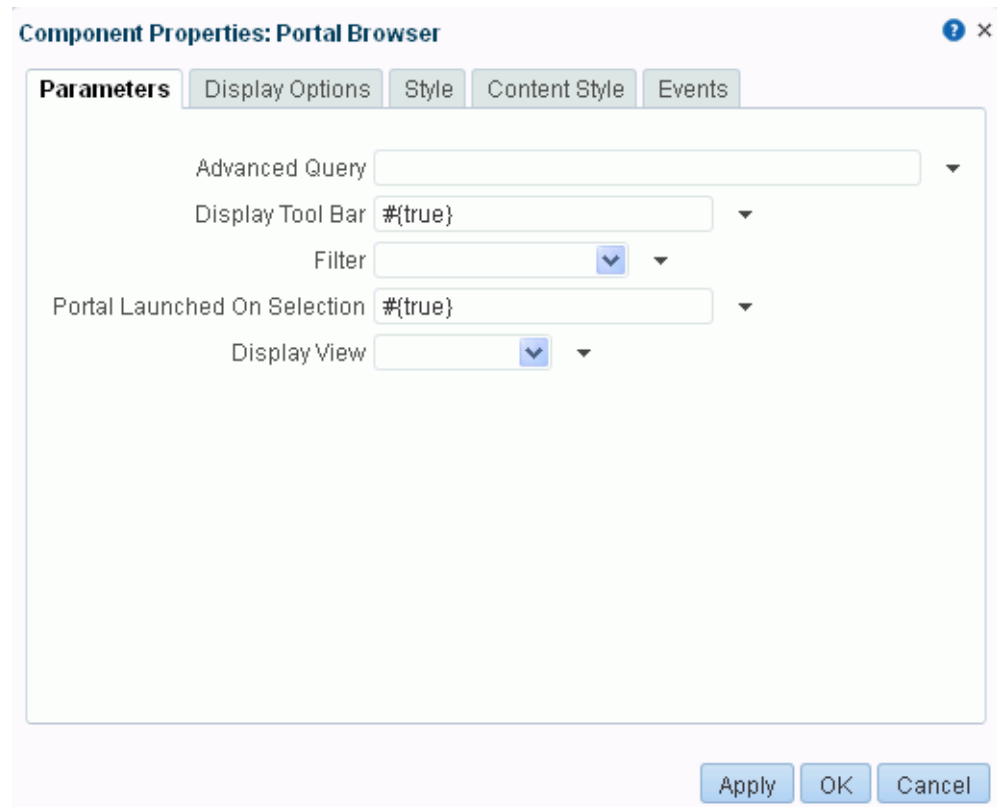 Component Properties: Portal Browser
Parameters Display Options Style Content Style Events
Advanced Query
Display Tool Bar #{true}
Filter
Portal Launched On Selection #{true}
Display View
Apply OK Cancel